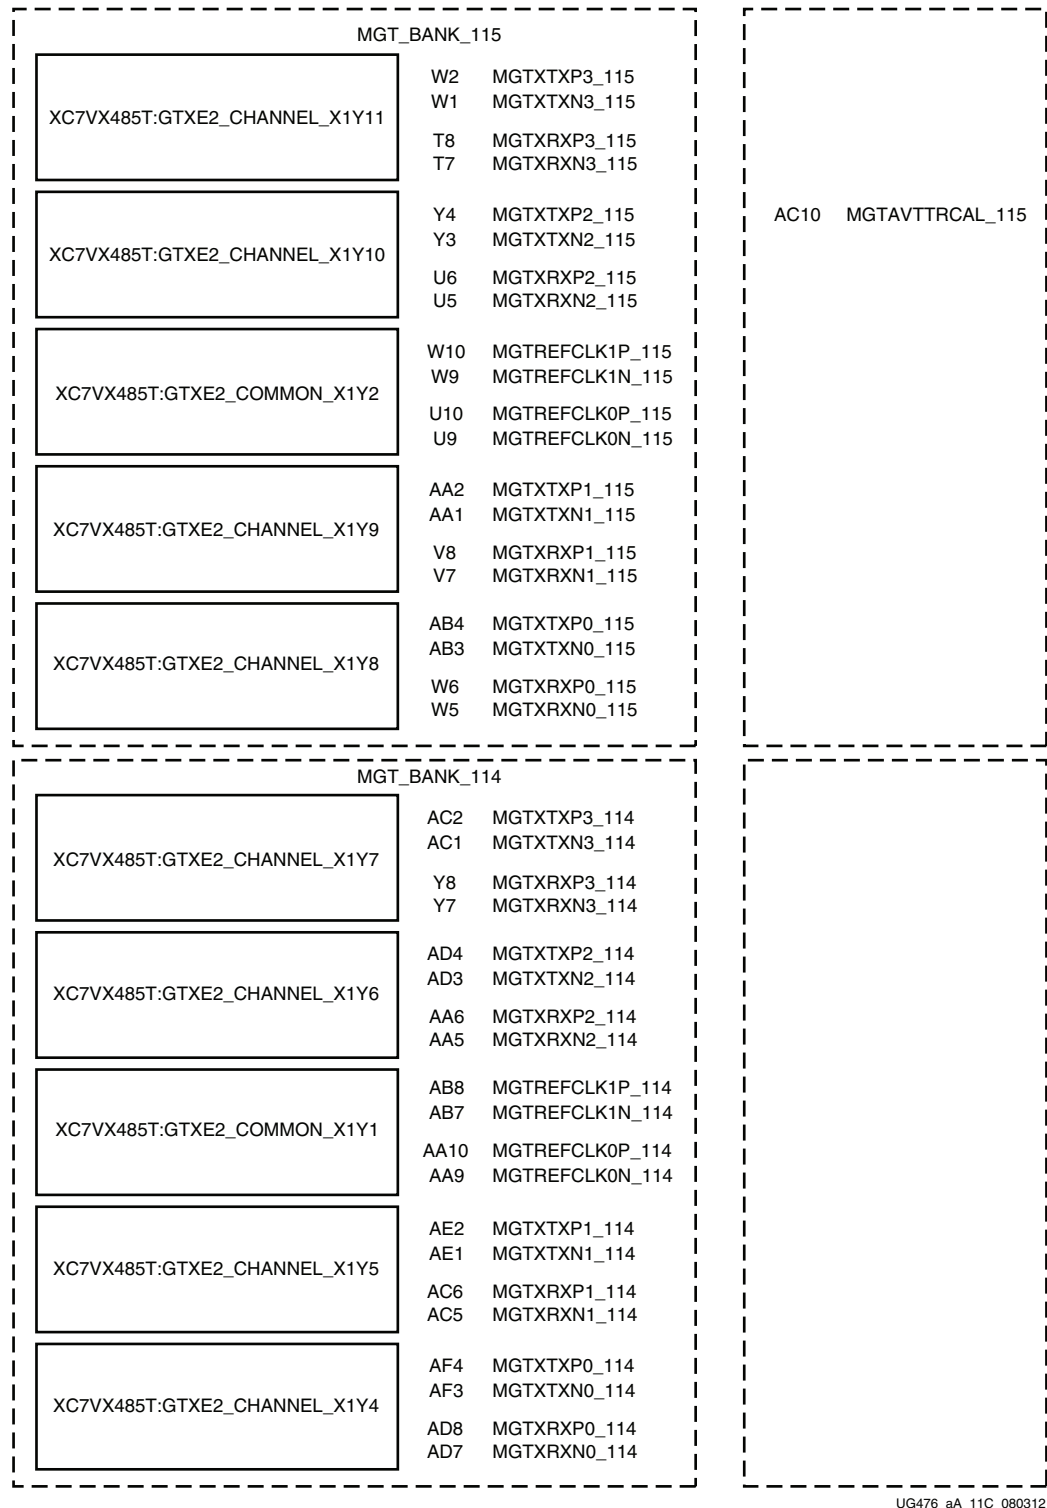 MGT_BANK_115
W2 MGTXTXP3_115
W1 MGTXTXN3_115
XC7VX485T:GTXE2_CHANNEL_X1Y11
T8 MGTXRXP3_115
T7 MGTXRXN3_115
Y4 MGTXTXP2_115
AC10 MGTAVTTRCAL_115
Y3 MGTXTXN2_115
XC7VX485T:GTXE2_CHANNEL_X1Y10
U6 MGTXRXP2_115
U5 MGTXRXN2_115
W10 MGTREFCLK1P_115
W9 MGTREFCLK1N_115
XC7VX485T:GTXE2_COMMON_X1Y2
U10 MGTREFCLK0P_115
U9 MGTREFCLK0N_115
AA2 MGTXTXP1_115
AA1 MGTXTXN1_115
XC7VX485T:GTXE2_CHANNEL_X1Y9
V8 MGTXRXP1_115
V7 MGTXRXN1_115
AB4 MGTXTXP0_115
AB3 MGTXTXN0_115
XC7VX485T:GTXE2_CHANNEL_X1Y8
W6 MGTXRXP0_115
W5 MGTXRXN0_115
MGT_BANK_114
AC2 MGTXTXP3_114
AC1 MGTXTXN3_114
XC7VX485T:GTXE2_CHANNEL_X1Y7
Y8 MGTXRXP3_114
Y7 MGTXRXN3_114
AD4 MGTXTXP2_114
AD3 MGTXTXN2_114
XC7VX485T:GTXE2_CHANNEL_X1Y6
AA6 MGTXRXP2_114
AA5 MGTXRXN2_114
AB8 MGTREFCLK1P_114
AB7 MGTREFCLK1N_114
XC7VX485T:GTXE2_COMMON_X1Y1
AA10 MGTREFCLK0P_114
AA9 MGTREFCLK0N_114
AE2 MGTXTXP1_114
AE1 MGTXTXN1_114
XC7VX485T:GTXE2_CHANNEL_X1Y5
AC6 MGTXRXP1_114
AC5 MGTXRXN1_114
AF4 MGTXTXP0_114
AF3 MGTXTXN0_114
XC7VX485T:GTXE2_CHANNEL_X1Y4
AD8 MGTXRXP0_114
AD7 MGTXRXN0_114
UG476_aA_11C_080312